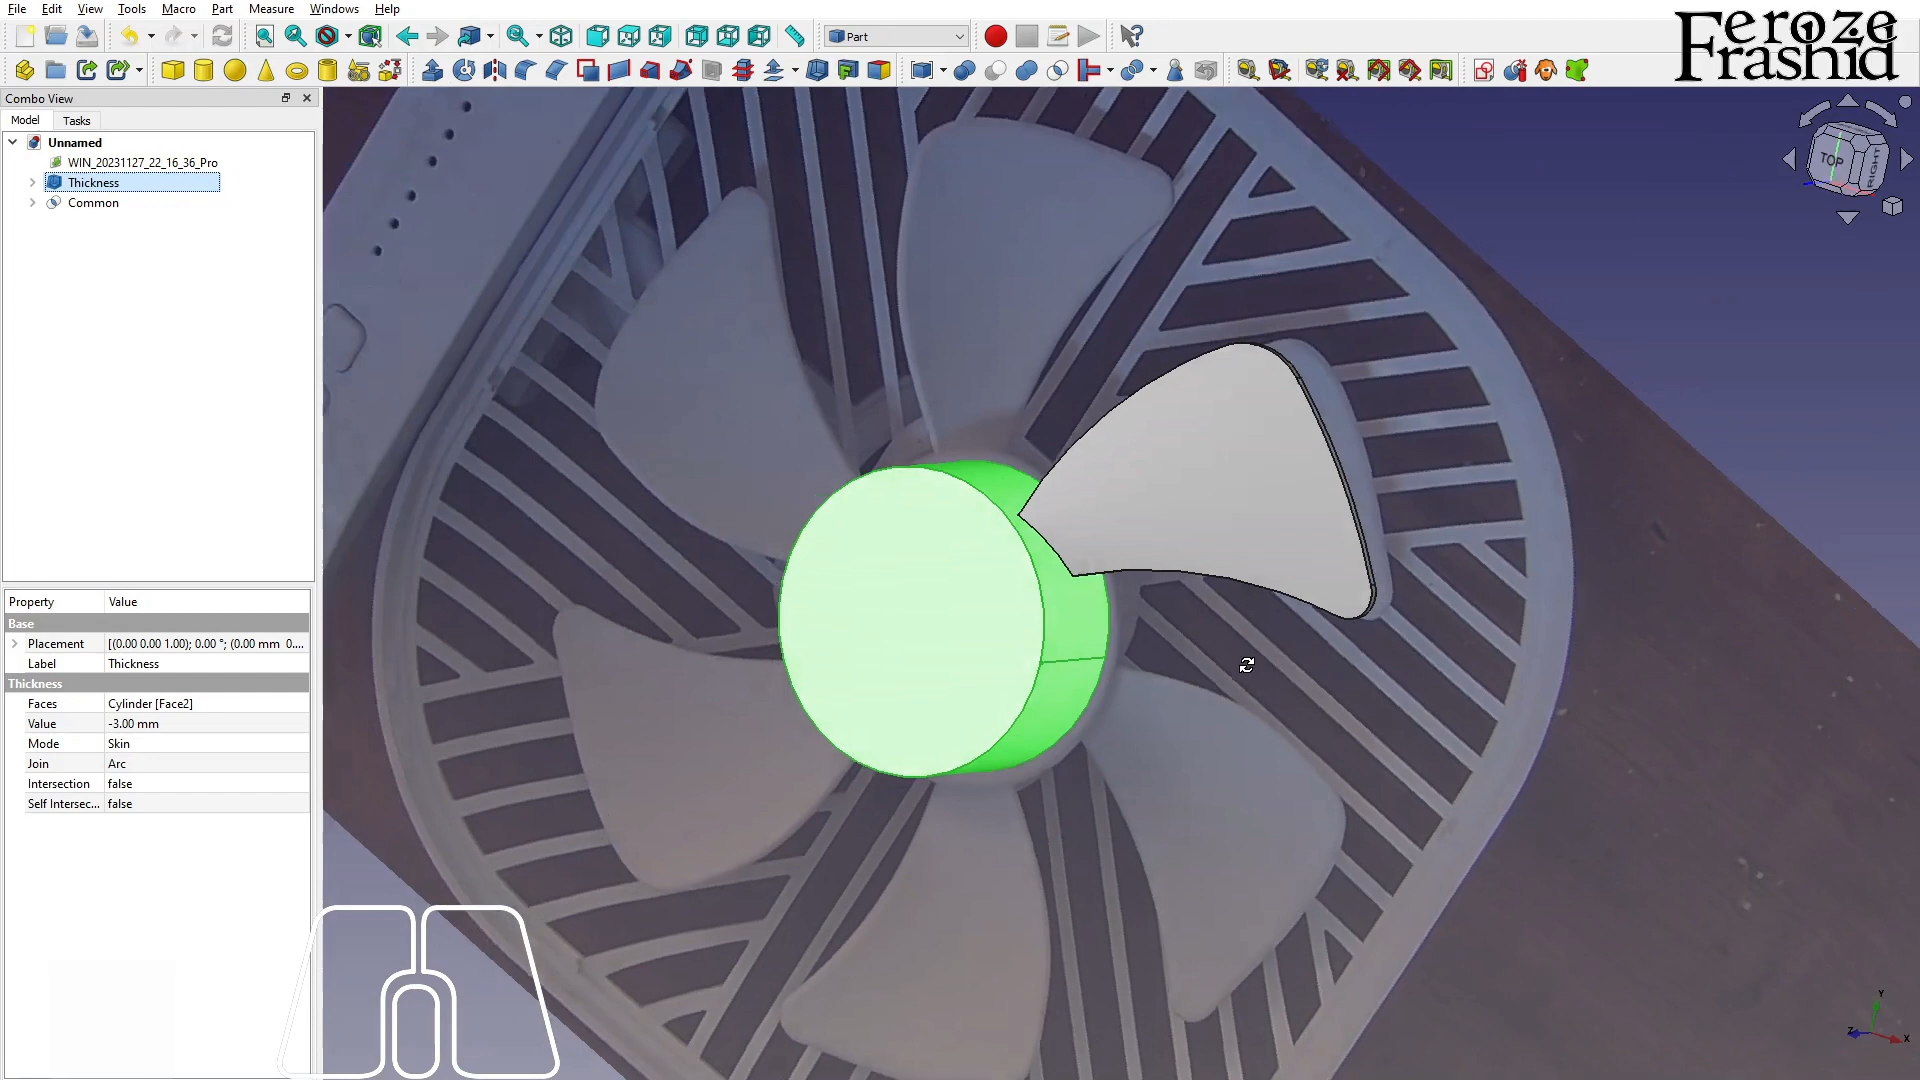 File Edit View Tools Macro Part Measure Windows Help
Part
Feroze
Frashid
Combo View
Model Tasks
Unnamed
WIN_20231127_22_16_36_Pro
Thickness
Common
TOP
RIGHT
Property Value
Base
Placement [(0.00 0.00 1.00); 0.00 °; (0.00 mm 0....
Label Thickness
Thickness
Faces Cylinder [Face2]
Value -3.00 mm
Mode Skin
Join Arc
Intersection false
Self Intersec... false
Y
Z
X